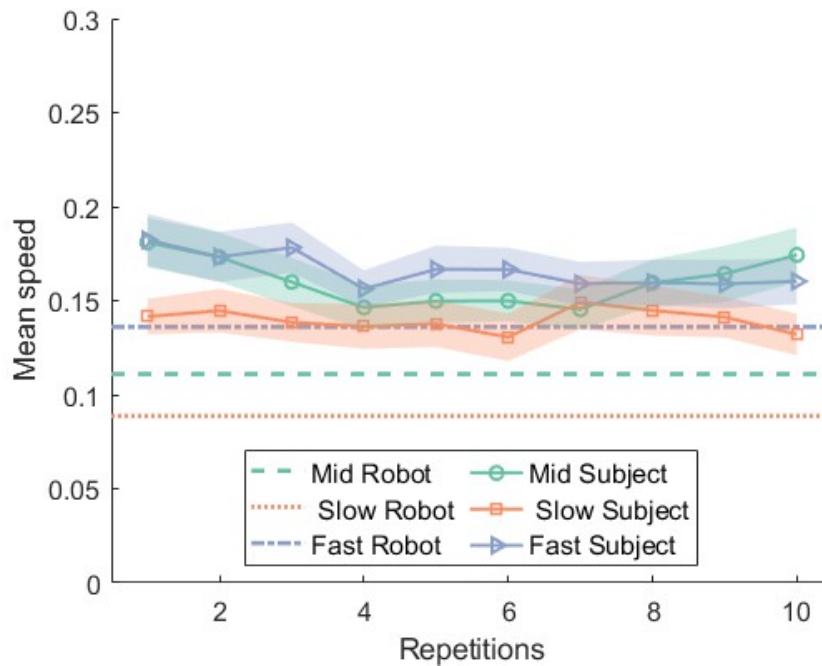 0.3
0.25
0.2
0.15
0.1
0.05
0
Mean speed
Mid Robot Mid Subject
Slow Robot Slow Subject
Fast Robot Fast Subject
2 4 6 8 10
Repetitions